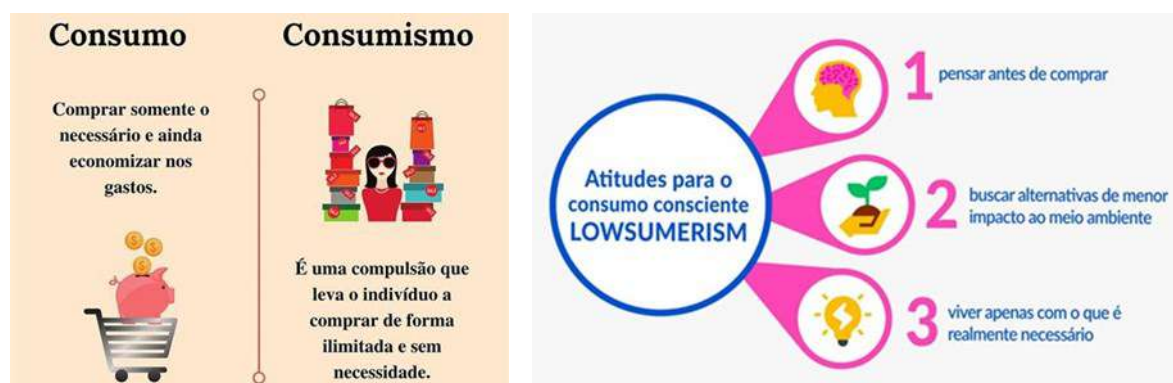 Consumo
Comprar somente o
necessário e ainda
economizar nos
gastos.
Consumismo
É uma compulsão que
leva o indivíduo a
comprar de forma
ilimitada e sem
necessidade.
Atitudes para o
consumo consciente
LOWSUMERISM
1 pensar antes de comprar
2 buscar alternativas de menor
impacto ao meio ambiente
3 viver apenas com o que é
realmente necessário